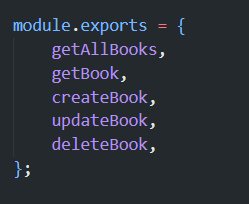 module.exports = {
    getAllBooks,
    getBook,
    createBook,
    updateBook,
    deleteBook,
};